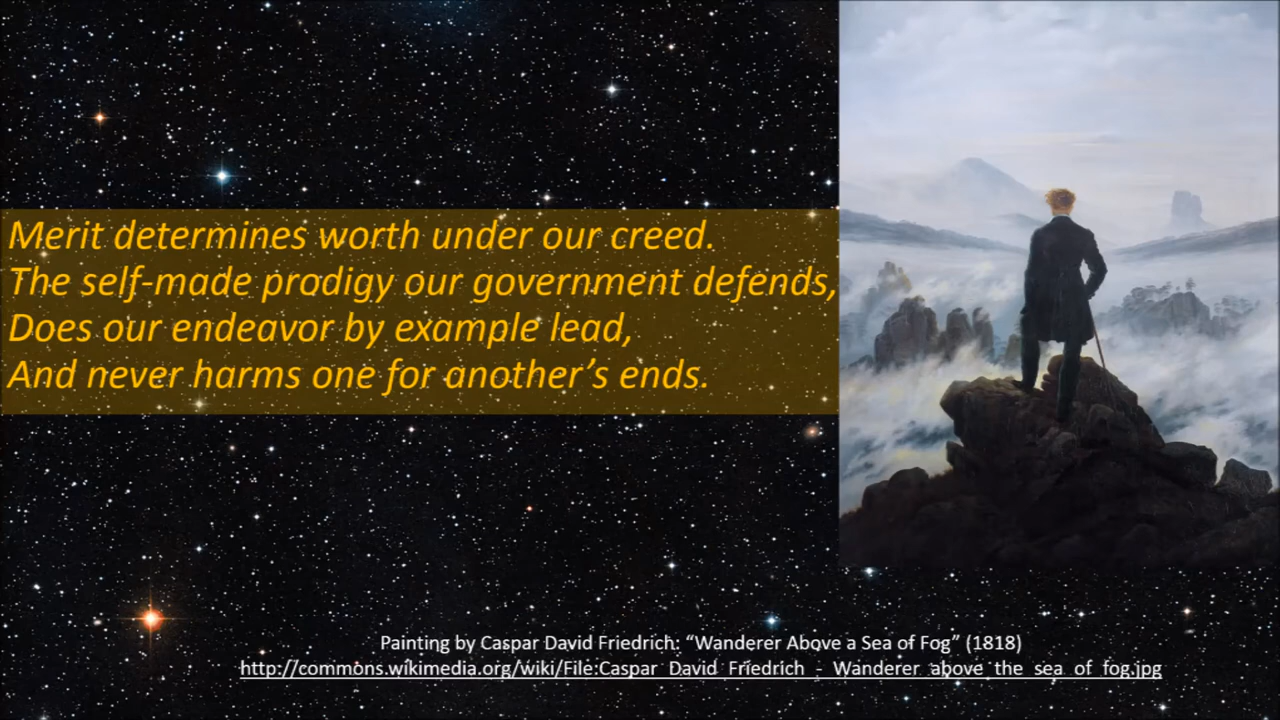 Merit determines worth under our creed.
The self-made prodigy our government defends,
Does our endeavor by example lead,
And never harms one for another’s ends.
Painting by Caspar David Friedrich: “Wanderer Above a Sea of Fog” (1818)
http://commons.wikimedia.org/wiki/File:Caspar_David_Friedrich_-_Wanderer_above_the_sea_of_fog.jpg